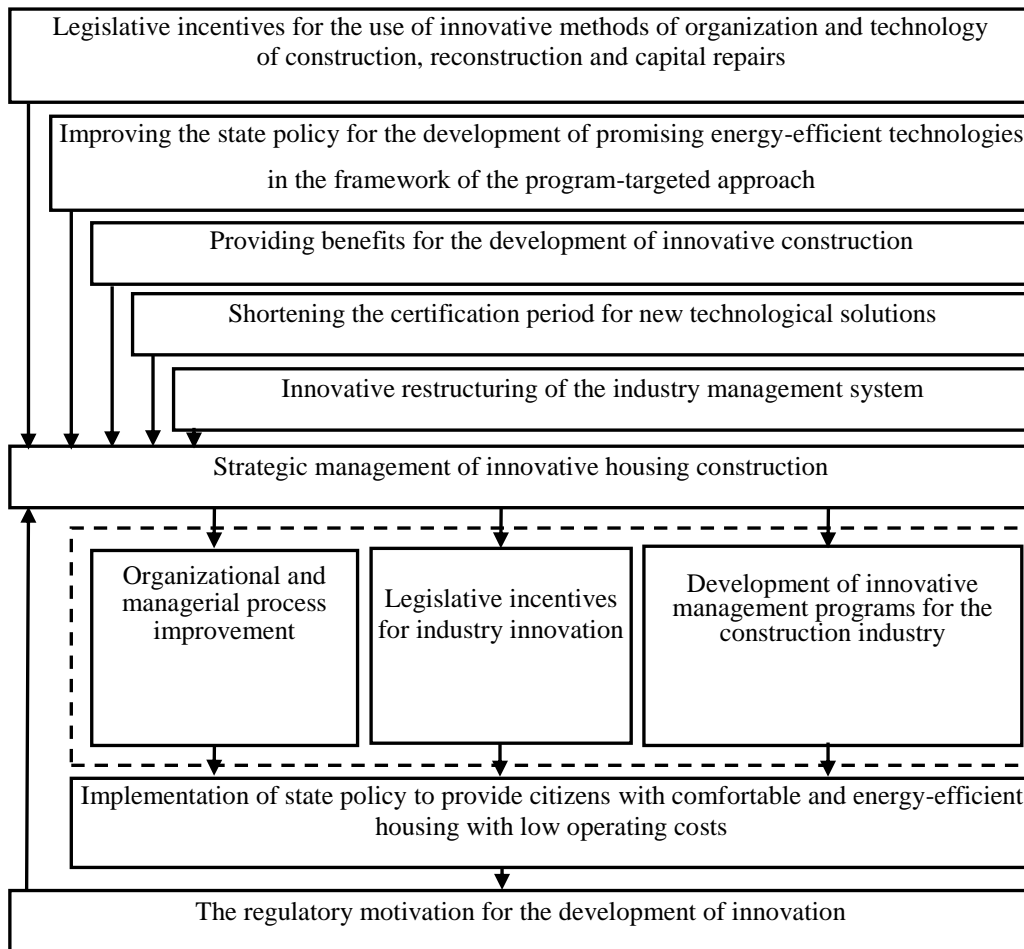 Legislative incentives for the use of innovative methods of organization and technology
of construction, reconstruction and capital repairs
Improving the state policy for the development of promising energy-efficient technologies
in the framework of the program-targeted approach
Providing benefits for the development of innovative construction
Shortening the certification period for new technological solutions
Innovative restructuring of the industry management system
Strategic management of innovative housing construction
Organizational and
managerial process
improvement
Legislative incentives
for industry innovation
Development of innovative
management programs for the
construction industry
Implementation of state policy to provide citizens with comfortable and energy-efficient
housing with low operating costs
The regulatory motivation for the development of innovation